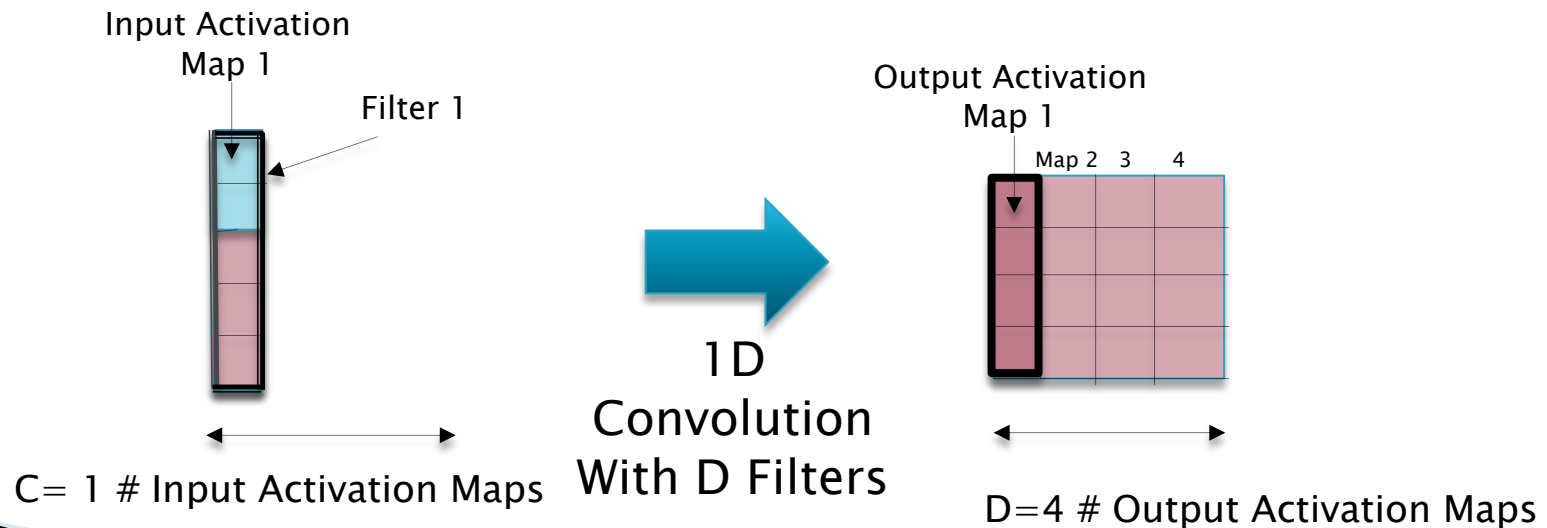 Input Activation
Map 1
Filter 1
Output Activation
Map 1
Map 2 3 4
1D
Convolution
With D Filters
C= 1 # Input Activation Maps
D=4 # Output Activation Maps